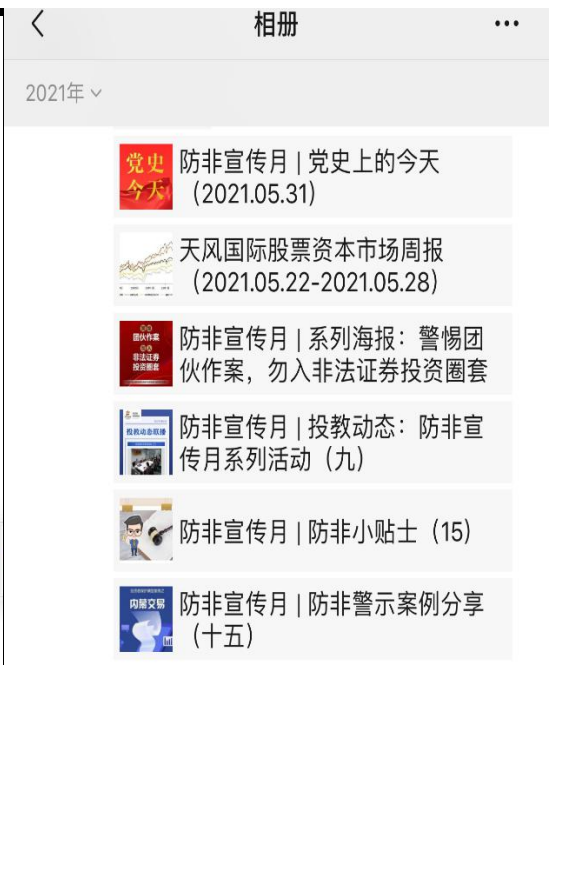 相册
2021年
党史
今天
防非宣传月 | 党史上的今天
（2021.05.31）
天风国际股票资本市场周报
（2021.05.22-2021.05.28）
团伙作案
非法证券
投资圈套
防非宣传月 | 系列海报：警惕团
伙作案，勿入非法证券投资圈套
投教动态联播
防非宣传月 | 投教动态：防非宣
传月系列活动（九）
防非宣传月 | 防非小贴士（15）
内幕交易
防非宣传月 | 防非警示案例分享
（十五）